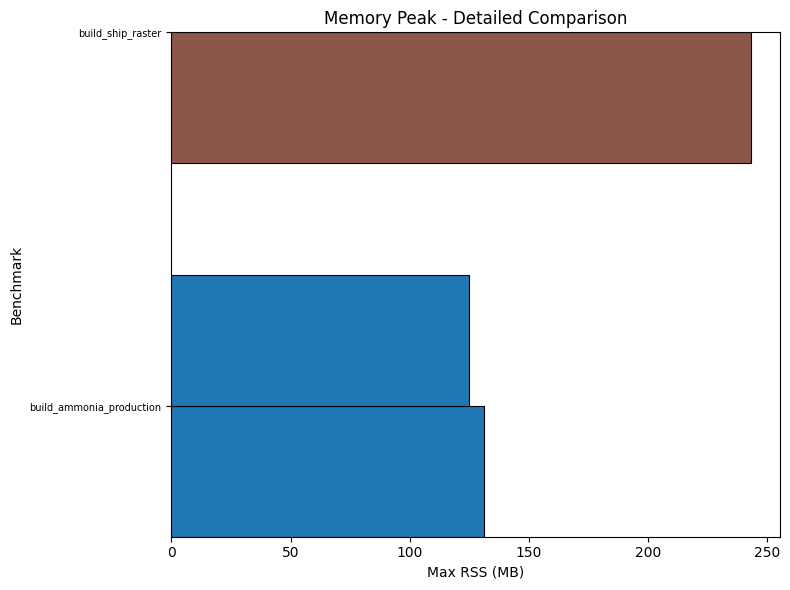 Memory Peak - Detailed Comparison
build_ship_raster
Benchmark
build_ammonia_production
0 50 100 150 200 250
Max RSS (MB)